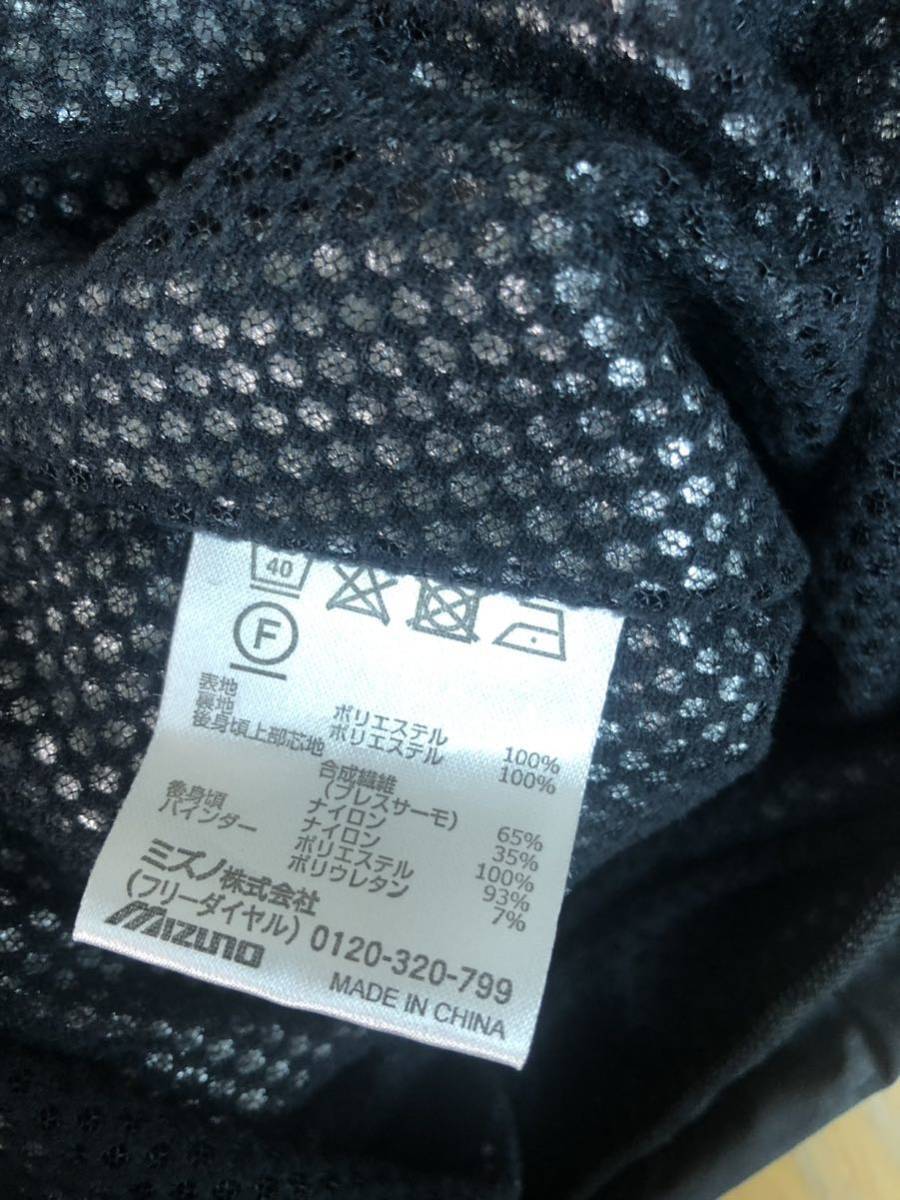 40
F
表地 ポリエステル 100%
裏地 ポリエステル 100%
後身頃上部芯地
合成繊維
(ブレスサーモ) 65%
ナイロン 35%
後身頃 ナイロン 100%
バインダー ポリエステル 93%
ポリウレタン 7%
ミズノ株式会社
(フリーダイヤル) 0120-320-799
Mizuno
MADE IN CHINA